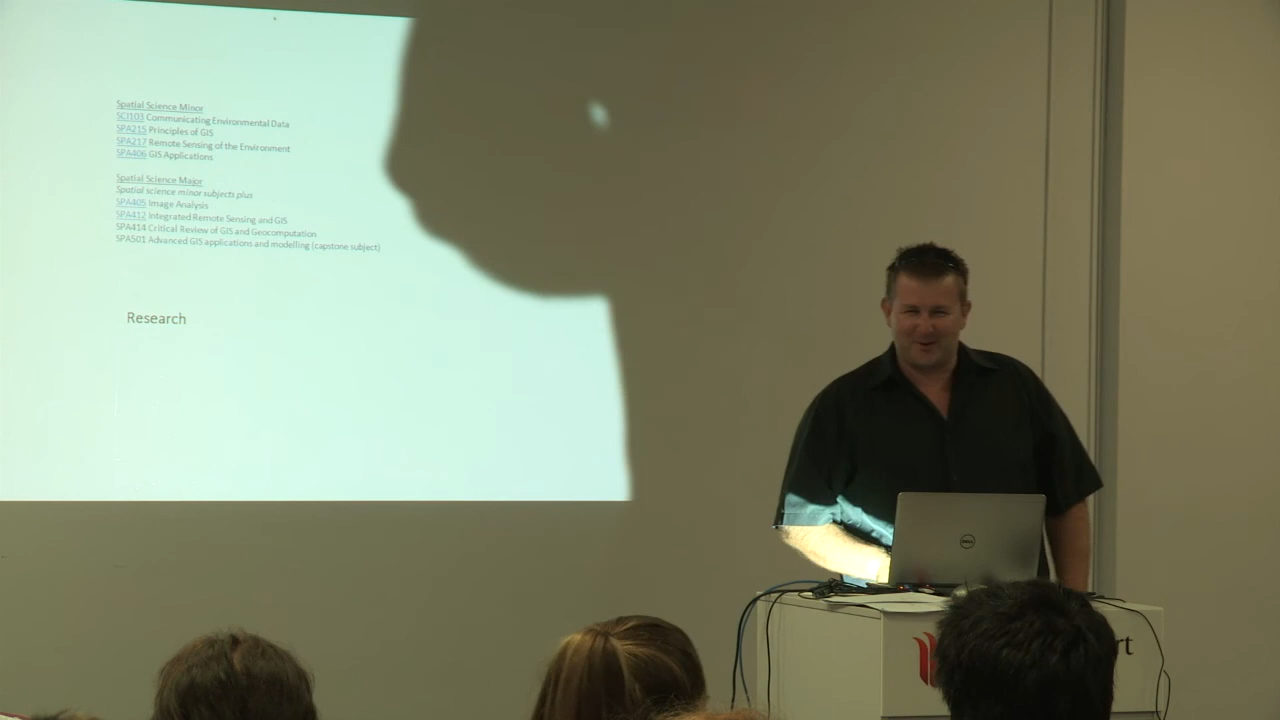 Spatial Science Minor
SCI103 Communicating Environmental Data
SPA215 Principles of GIS
SPA217 Remote Sensing of the Environment
SPA406 GIS Applications
Spatial Science Major
Spatial science minor subjects plus
SPA405 Image Analysis
SPA412 Integrated Remote Sensing and GIS
SPA414 Critical Review of GIS and Geocomputation
SPA501 Advanced GIS applications and modelling (capstone subject)
Research
DELL